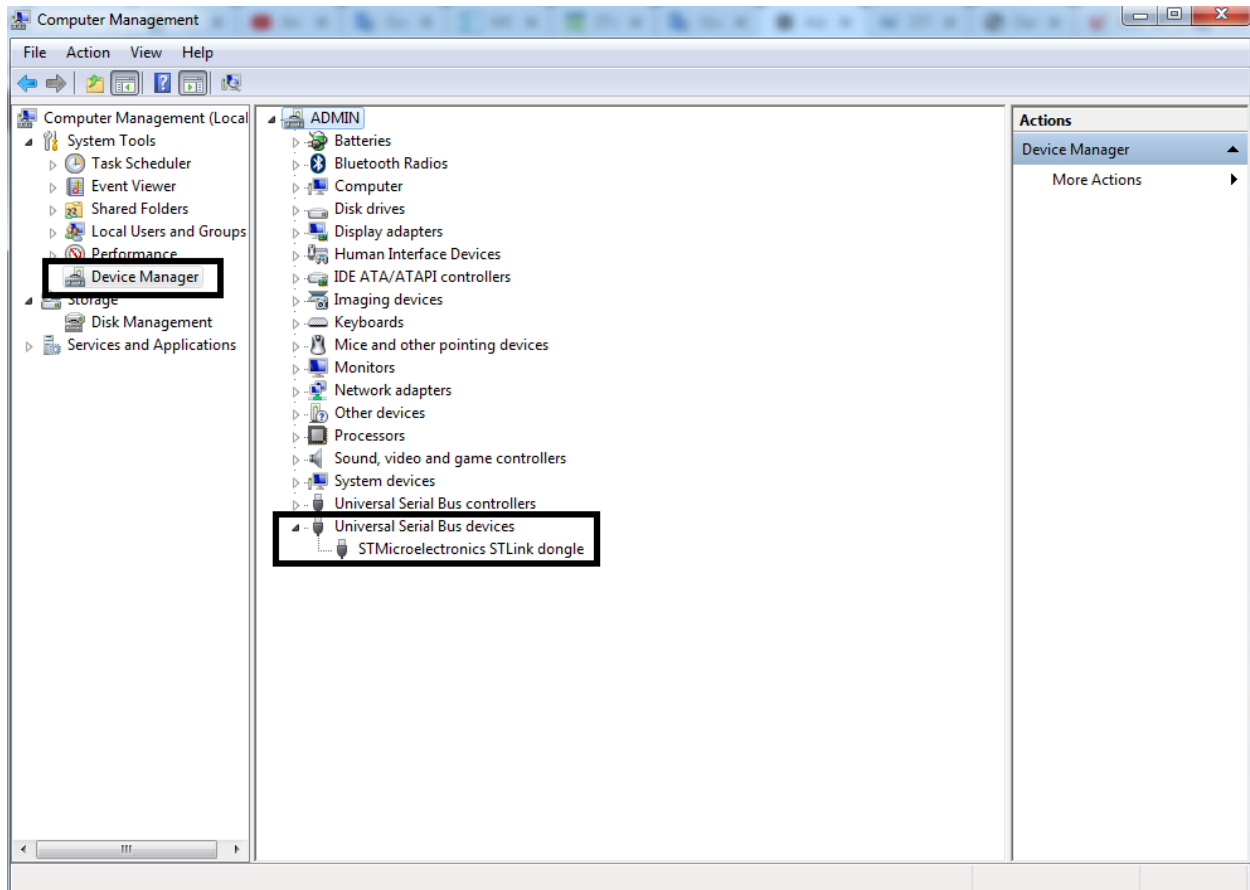 Computer Management
File Action View Help
Computer Management (Local
System Tools
Task Scheduler
Event Viewer
Shared Folders
Local Users and Groups
Performance
Device Manager
Storage
Disk Management
Services and Applications
ADMIN
Batteries
Bluetooth Radios
Computer
Disk drives
Display adapters
Human Interface Devices
IDE ATA/ATAPI controllers
Imaging devices
Keyboards
Mice and other pointing devices
Monitors
Network adapters
Other devices
Processors
Sound, video and game controllers
System devices
Universal Serial Bus controllers
Universal Serial Bus devices
STMicroelectronics STLink dongle
Actions
Device Manager
More Actions